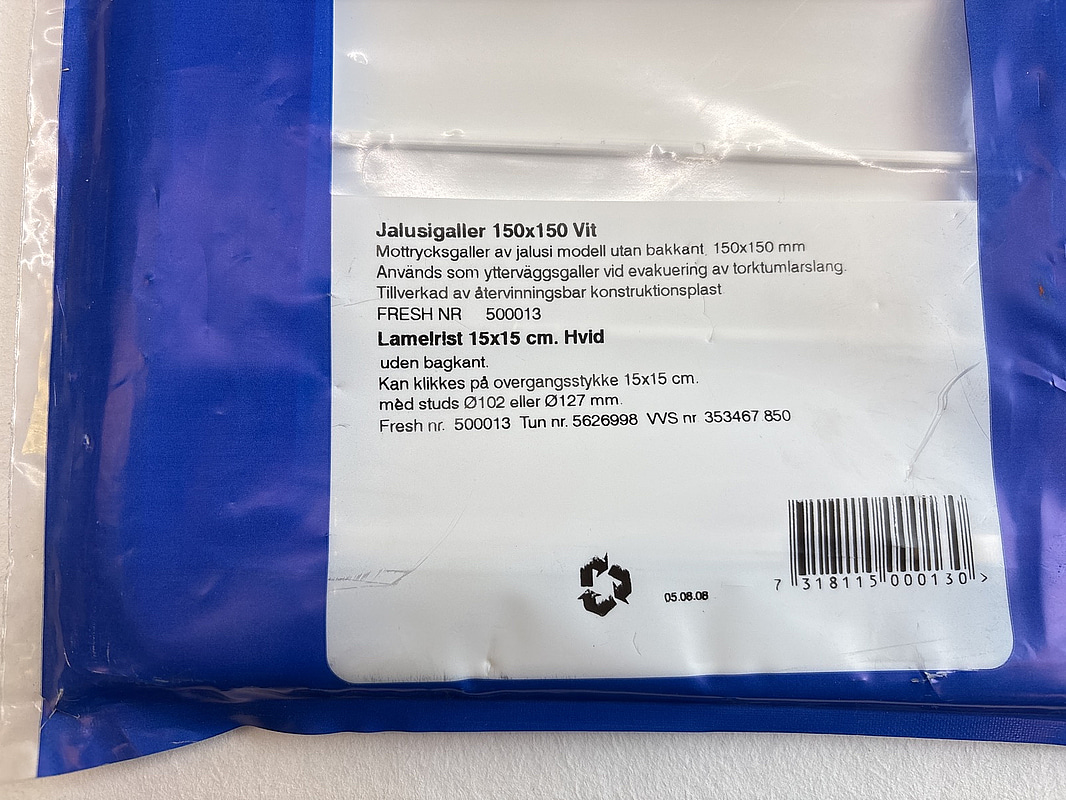 Jalusigaller 150x150 Vit
Mottrycksgaller av jalusi modell utan bakkant, 150x150 mm
Används som ytterväggsgaller vid evakuering av torktumlarslang.
Tillverkad av återvinningsbar konstruktionsplast
FRESH NR 500013
Lamelrist 15x15 cm. Hvid
uden bagkant.
Kan klikkes på overgangsstykke 15x15 cm.
med studs Ø102 eller Ø127 mm.
Fresh nr. 500013 Tun nr. 5626998 VVS nr 353467 850
7 318115 000130 >
05.08.08